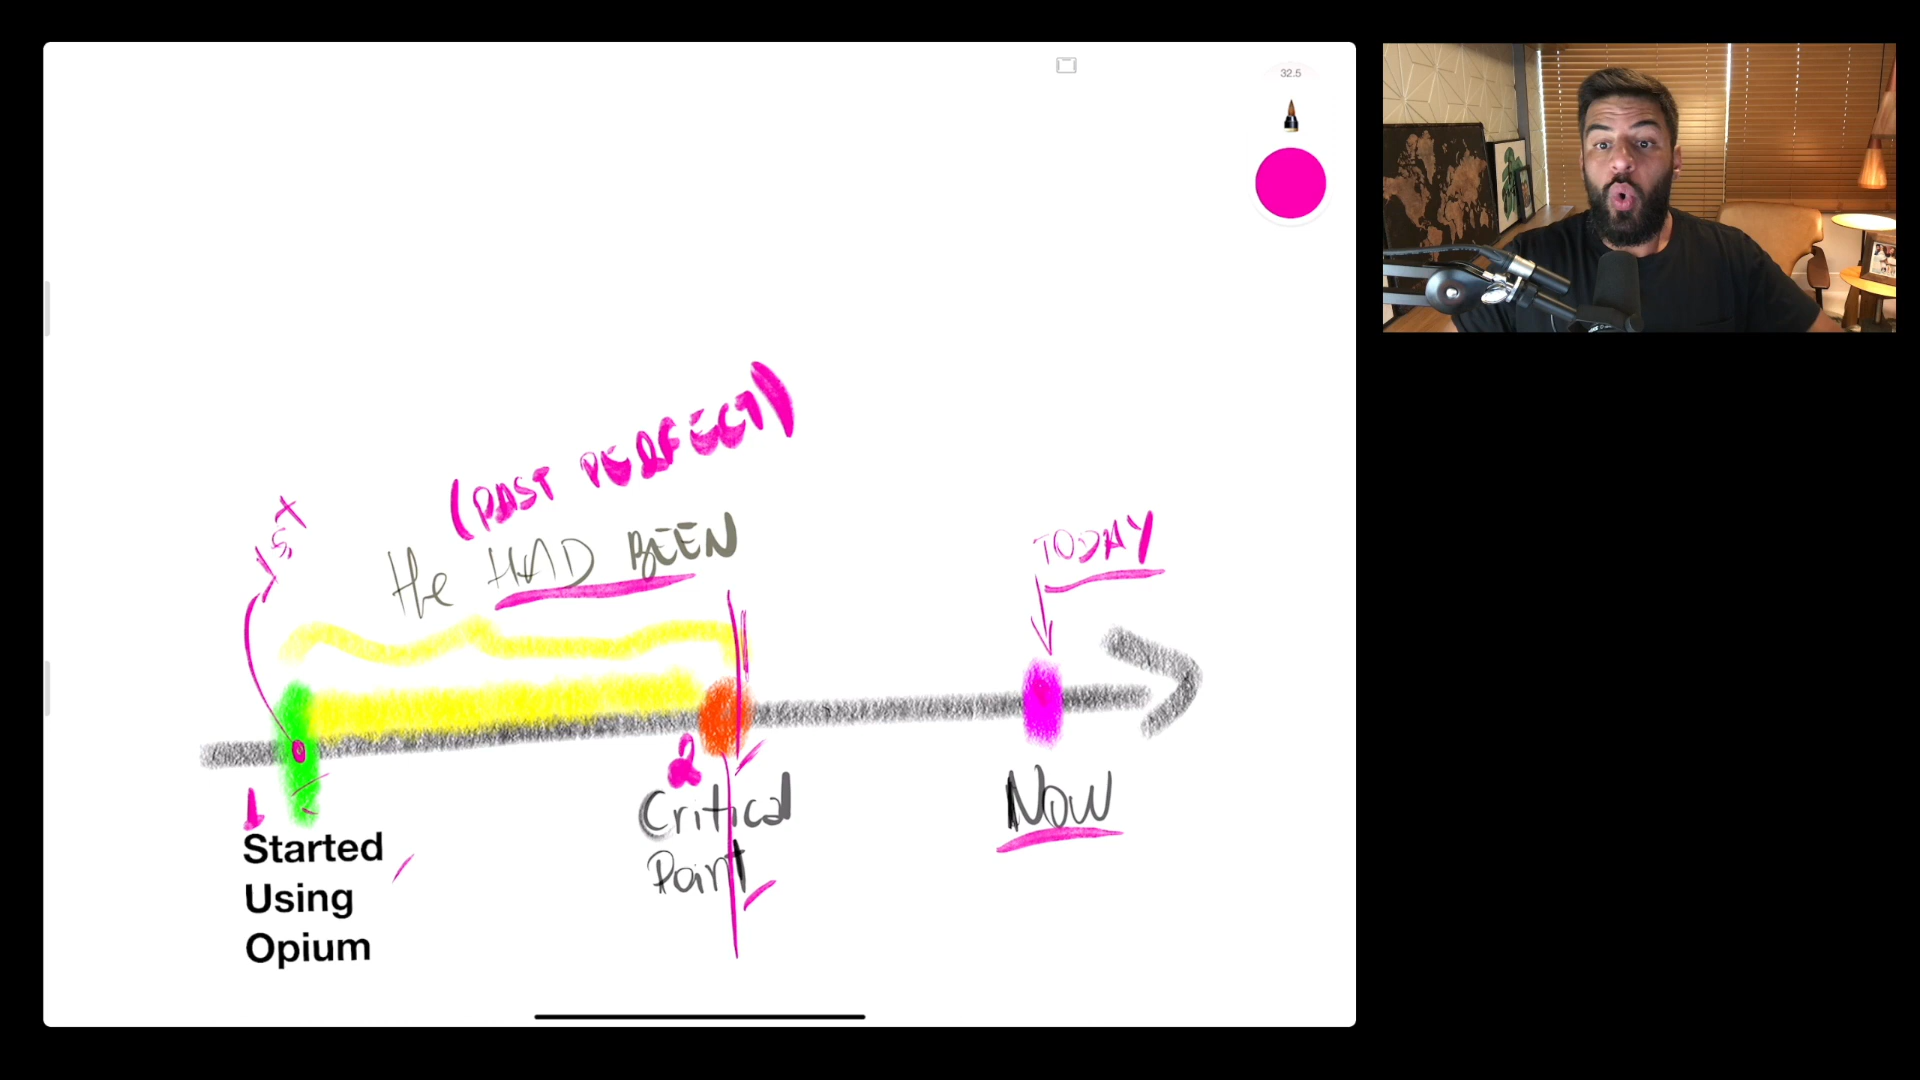 32.5
(PAST PERFECT)
1st
He HAD BEEN
TODAY
1
2
Critical
Point
NOW
Started
Using
Opium